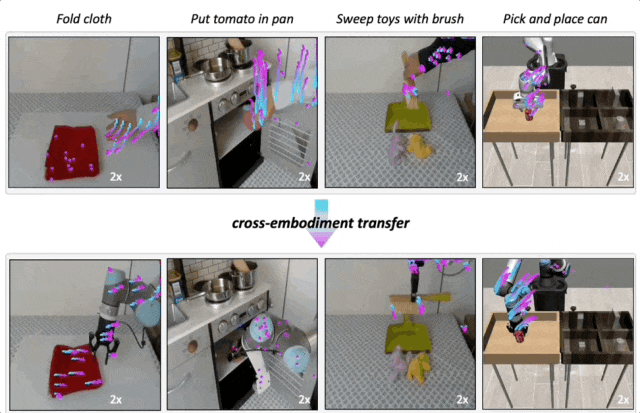 Fold cloth
Put tomato in pan
Sweep toys with brush
Pick and place can
2x
2x
2x
2x
cross-embodiment transfer
2x
2x
2x
2x